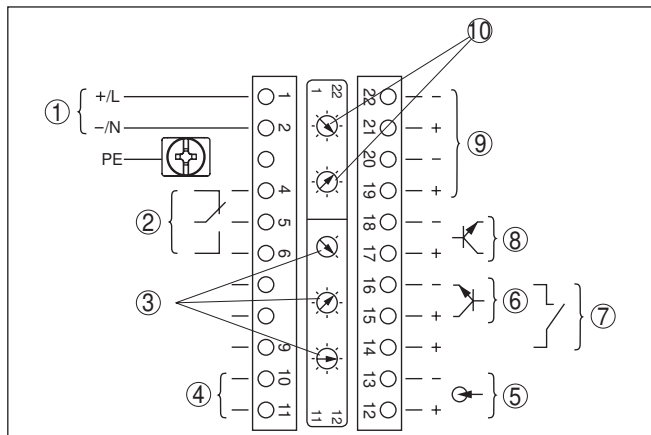 ⑩
1 22
+/L 1 22 −
① ⑨
−/N 2 21 +
20 −
PE
4 19 +
② 5 18 − ⑧
6 17 +
16 − ⑥
③ ⑦
15 +
9 14 +
10 13 −
④ ⑤
11 12 +
11 12